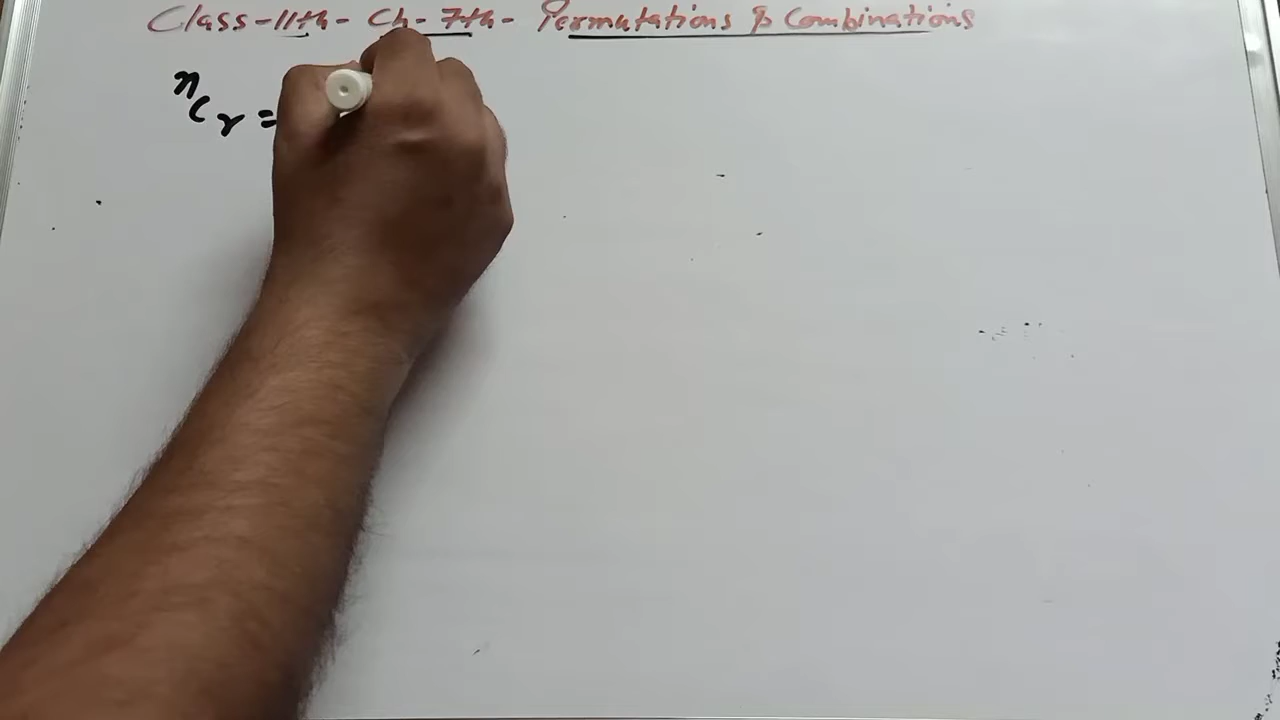 Class-11th- Ch-7th- Permutations & Combinations
ⁿCᵣ =